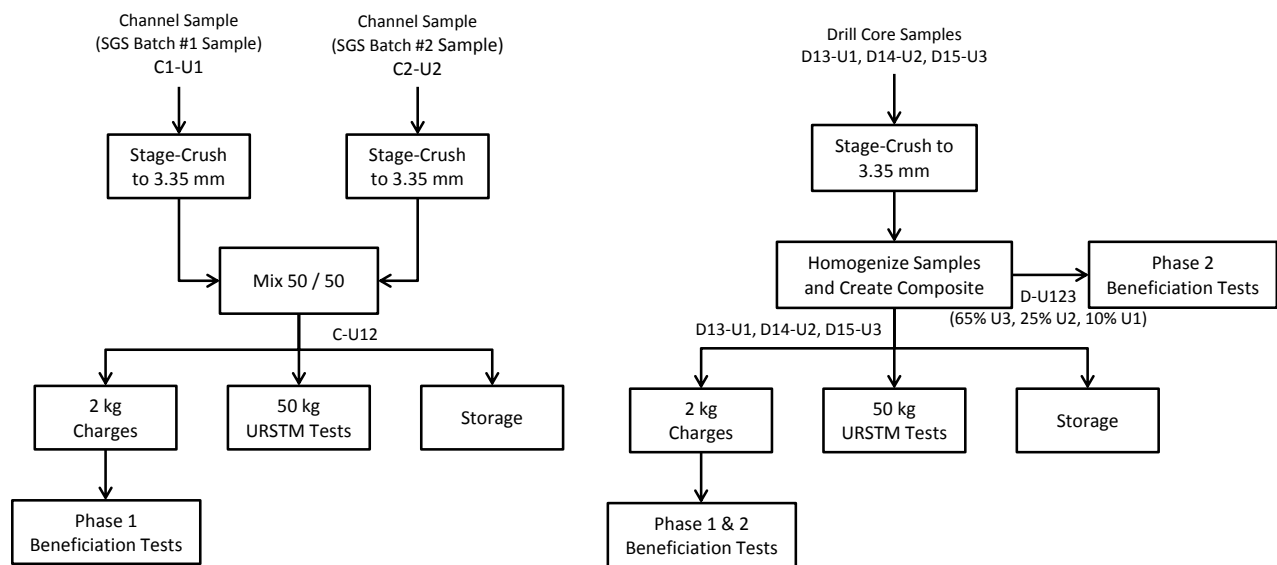 Channel Sample
(SGS Batch #1 Sample)
C1-U1
Channel Sample
(SGS Batch #2 Sample)
C2-U2
Stage-Crush
to 3.35 mm
Stage-Crush
to 3.35 mm
Mix 50 / 50
C-U12
2 kg
Charges
50 kg
URSTM Tests
Storage
Phase 1
Beneficiation Tests
Drill Core Samples
D13-U1, D14-U2, D15-U3
Stage-Crush to
3.35 mm
Homogenize Samples
and Create Composite
Phase 2
Beneficiation Tests
D-U123
(65% U3, 25% U2, 10% U1)
D13-U1, D14-U2, D15-U3
2 kg
Charges
50 kg
URSTM Tests
Storage
Phase 1 & 2
Beneficiation Tests